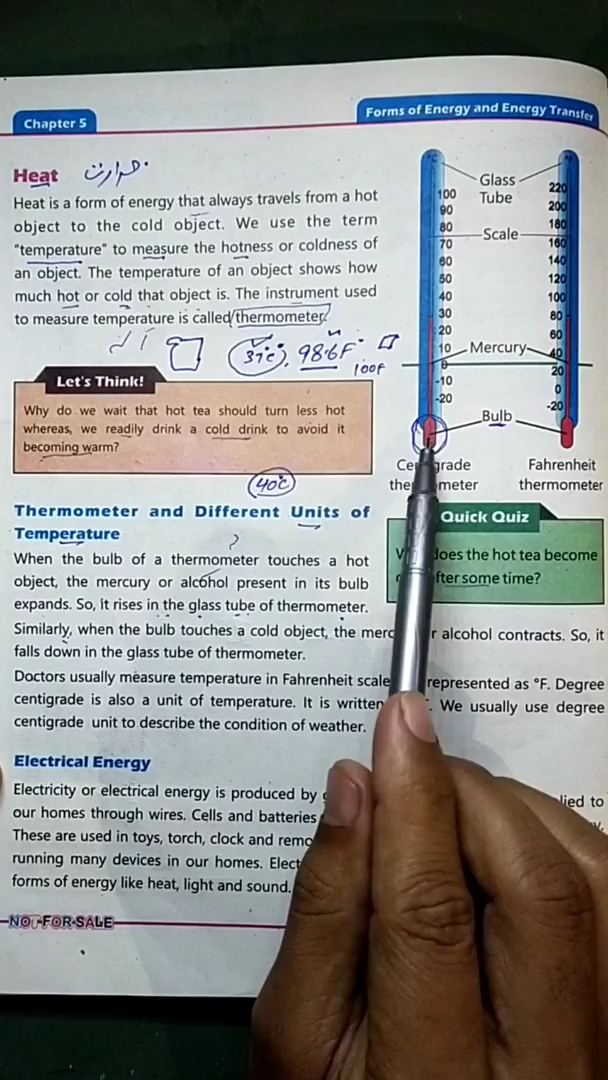 Chapter 5
Forms of Energy and Energy Transfer
Heat حرارت
Heat is a form of energy that always travels from a hot
object to the cold object. We use the term
"temperature" to measure the hotness or coldness of
an object. The temperature of an object shows how
much hot or cold that object is. The instrument used
to measure temperature is called thermometer.
37°C, 98.6F°
100F
Let's Think!
Why do we wait that hot tea should turn less hot
whereas, we readily drink a cold drink to avoid it
becoming warm?
40°C
°C
100
90
80
70
60
50
40
30
20
10
0
-10
-20
Glass
Tube
Scale
Mercury
Bulb
°F
220
200
180
160
140
120
100
80
60
40
20
0
-20
Centigrade
thermometer
Fahrenheit
thermometer
Thermometer and Different Units of
Temperature
When the bulb of a thermometer touches a hot
object, the mercury or alcohol present in its bulb
expands. So, it rises in the glass tube of thermometer.
Similarly, when the bulb touches a cold object, the alcohol contracts. So, it
falls down in the glass tube of thermometer.
Doctors usually measure temperature in Fahrenheit scale represented as °F. Degree
centigrade is also a unit of temperature. It is written We usually use degree
centigrade unit to describe the condition of weather.
Quick Quiz
does the hot tea become
some time?
Electrical Energy
Electricity or electrical energy is produced by to
our homes through wires. Cells and batteries
These are used in toys, torch, clock and
running many devices in our homes.
forms of energy like heat, light and sound.
NOT FOR SALE